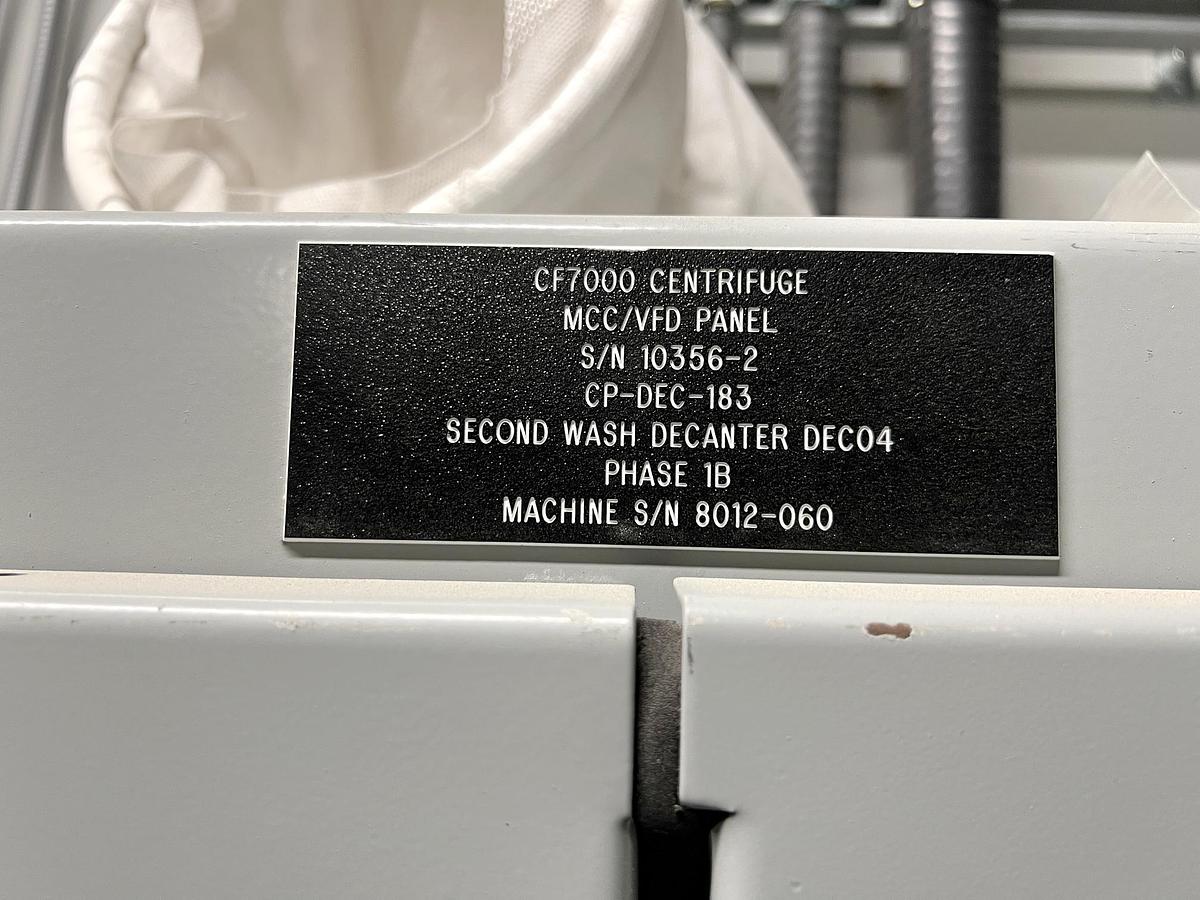 CF7000 CENTRIFUGE
MCC/VFD PANEL
S/N 10356-2
CP-DEC-183
SECOND WASH DECANTER DEC04
PHASE 1B
MACHINE S/N 8012-060